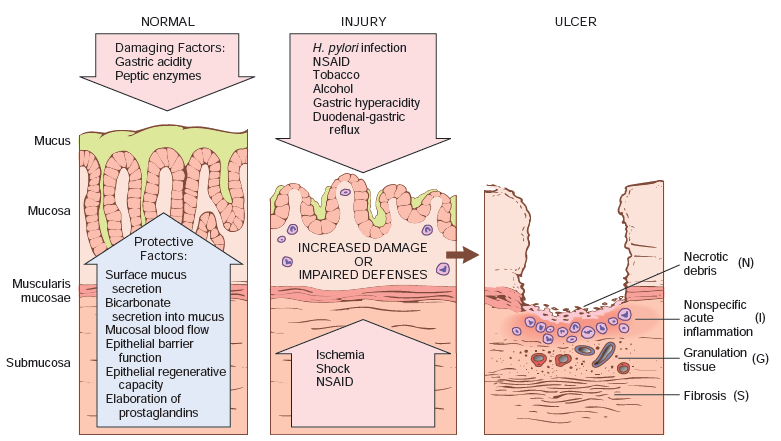 NORMAL
INJURY
ULCER
Damaging Factors:
Gastric acidity
Peptic enzymes
H. pylori infection
NSAID
Tobacco
Alcohol
Gastric hyperacidity
Duodenal-gastric
reflux
Mucus
Mucosa
Muscularis
mucosae
Submucosa
Protective
Factors:
Surface mucus
secretion
Bicarbonate
secretion into mucus
Mucosal blood flow
Epithelial barrier
function
Epithelial regenerative
capacity
Elaboration of
prostaglandins
INCREASED DAMAGE
OR
IMPAIRED DEFENSES
Ischemia
Shock
NSAID
Necrotic (N)
debris
Nonspecific
acute (I)
inflammation
Granulation (G)
tissue
Fibrosis (S)